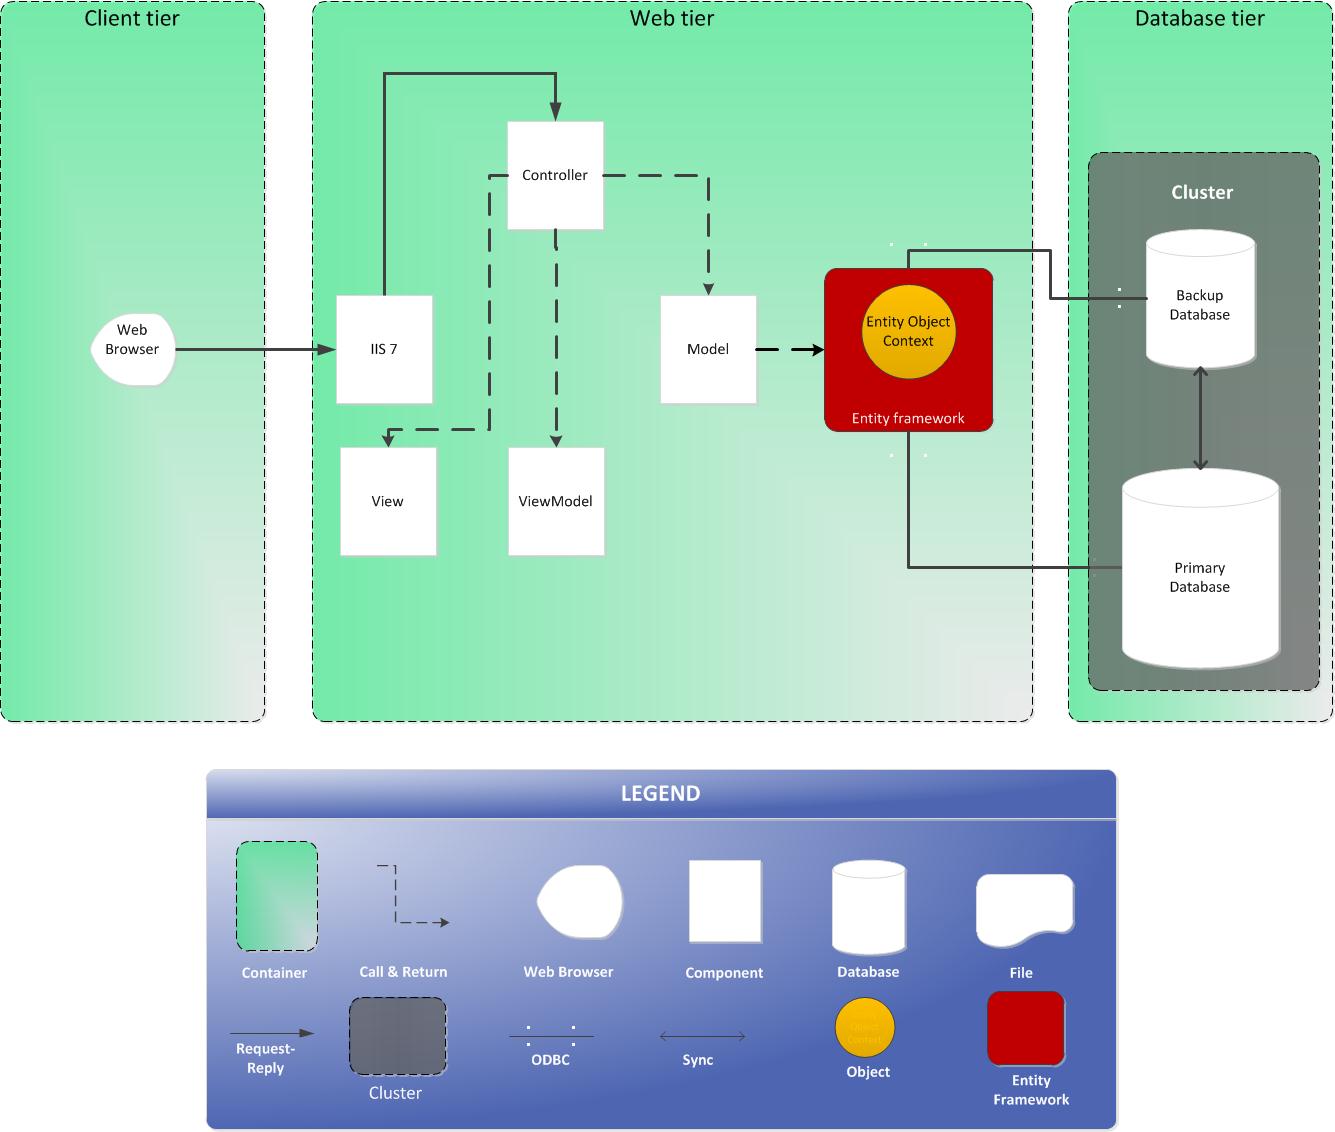 Client tier
Web tier
Database tier
Controller
Cluster
Backup
Database
Web
Browser
IIS 7
Model
Entity Object
Context
Entity framework
View
ViewModel
Primary
Database
LEGEND
Container
Call & Return
Web Browser
Component
Database
File
Request-
Reply
Cluster
ODBC
Sync
Entity
Object
Context
Object
Entity
Framework